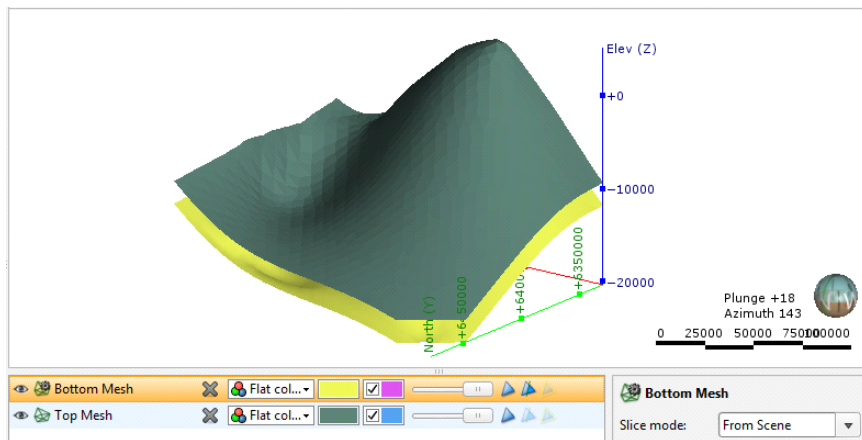 Elev (Z)
+0
-10000
-20000
+6350000
+6400
+6450000
North (Y)
Plunge +18
Azimuth 143
0 25000 50000 75000 100000
Bottom Mesh Flat col...
Top Mesh Flat col...
Bottom Mesh
Slice mode: From Scene